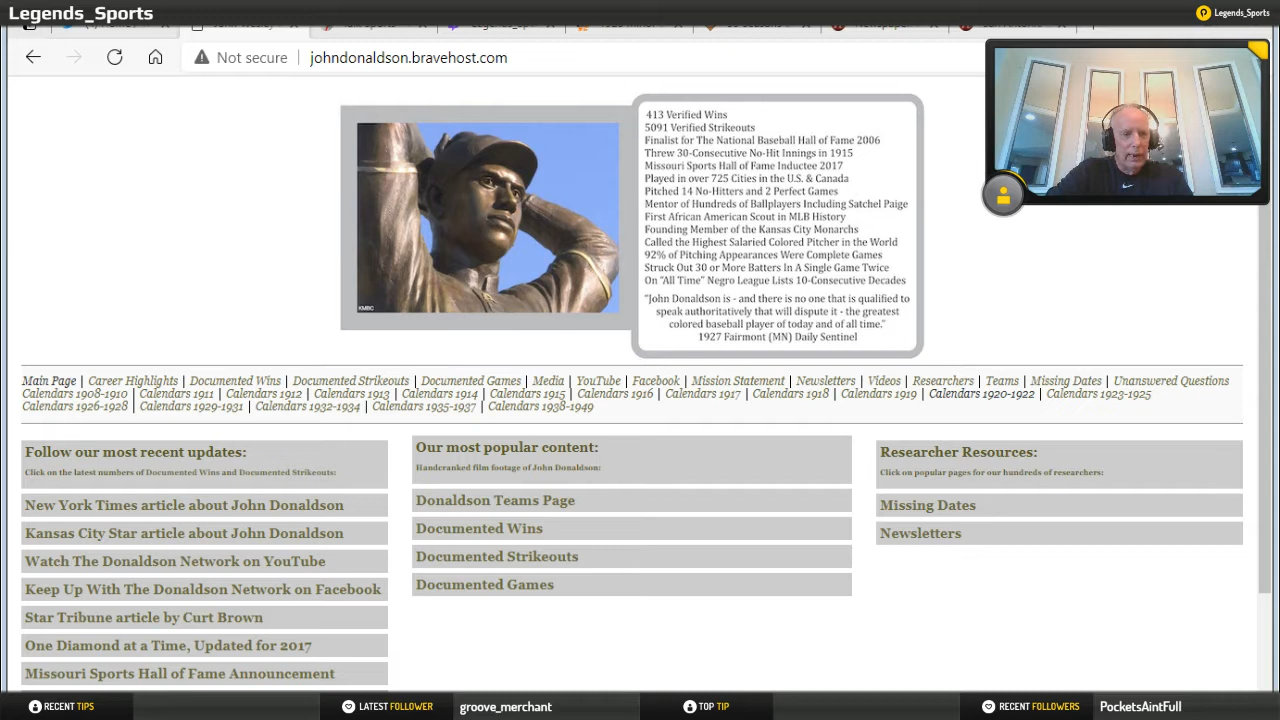 Legends_Sports
Legends_Sports
Not secure
johndonaldson.bravehost.com
413 Verified Wins
5091 Verified Strikeouts
Finalist for The National Baseball Hall of Fame 2006
Threw 30-Consecutive No-Hit Innings in 1915
Missouri Sports Hall of Fame Inductee 2017
Played in over 725 Cities in the U.S. & Canada
Pitched 14 No-Hitters and 2 Perfect Games
Mentor of Hundreds of Ballplayers Including Satchel Paige
First African American Scout in MLB History
Founding Member of the Kansas City Monarchs
Called the Highest Salaried Colored Pitcher in the World
92% of Pitching Appearances Were Complete Games
Struck Out 30 or More Batters In A Single Game Twice
On "All Time" Negro League Lists 10-Consecutive Decades
"John Donaldson is - and there is no one that is qualified to
speak authoritatively that will dispute it - the greatest
colored baseball player of today and of all time."
1927 Fairmont (MN) Daily Sentinel
KMBC
Main Page | Career Highlights | Documented Wins | Documented Strikeouts | Documented Games | Media | YouTube | Facebook | Mission Statement | Newsletters | Videos | Researchers | Teams | Missing Dates | Unanswered Questions
Calendars 1908-1910 | Calendars 1911 | Calendars 1912 | Calendars 1913 | Calendars 1914 | Calendars 1915 | Calendars 1916 | Calendars 1917 | Calendars 1918 | Calendars 1919 | Calendars 1920-1922 | Calendars 1923-1925
Calendars 1926-1928 | Calendars 1929-1931 | Calendars 1932-1934 | Calendars 1935-1937 | Calendars 1938-1949
Follow our most recent updates:
Click on the latest numbers of Documented Wins and Documented Strikeouts:
New York Times article about John Donaldson
Kansas City Star article about John Donaldson
Watch The Donaldson Network on YouTube
Keep Up With The Donaldson Network on Facebook
Star Tribune article by Curt Brown
One Diamond at a Time, Updated for 2017
Missouri Sports Hall of Fame Announcement
Our most popular content:
Handcranked film footage of John Donaldson:
Donaldson Teams Page
Documented Wins
Documented Strikeouts
Documented Games
Researcher Resources:
Click on popular pages for our hundreds of researchers:
Missing Dates
Newsletters
RECENT TIPS
LATEST FOLLOWER
groove_merchant
TOP TIP
RECENT FOLLOWERS
PocketsAintFull